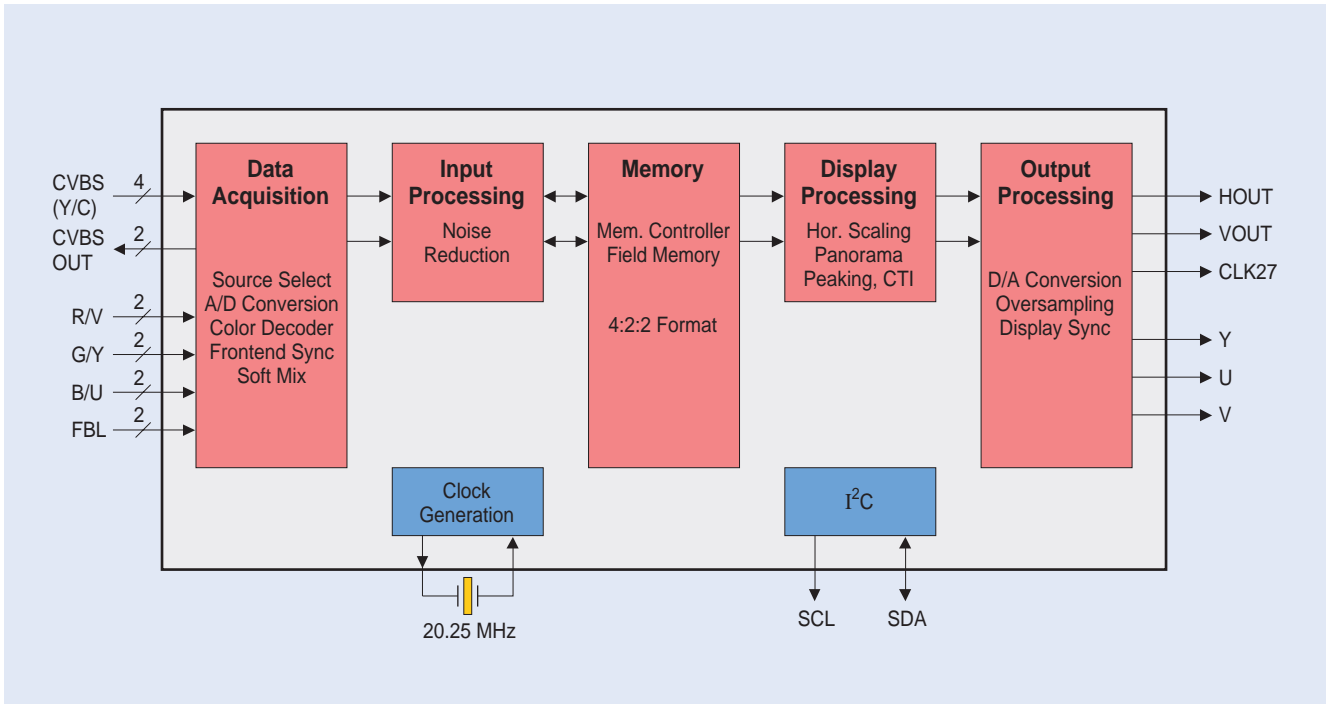 CVBS
(Y/C)
4
CVBS
OUT
2
R/V
2
G/Y
2
B/U
2
FBL
2
Data
Acquisition
Source Select
A/D Conversion
Color Decoder
Frontend Sync
Soft Mix
Input
Processing
Noise
Reduction
Memory
Mem. Controller
Field Memory
4:2:2 Format
Display
Processing
Hor. Scaling
Panorama
Peaking, CTI
Output
Processing
D/A Conversion
Oversampling
Display Sync
HOUT
VOUT
CLK27
Y
U
V
Clock
Generation
20.25 MHz
I²C
SCL
SDA